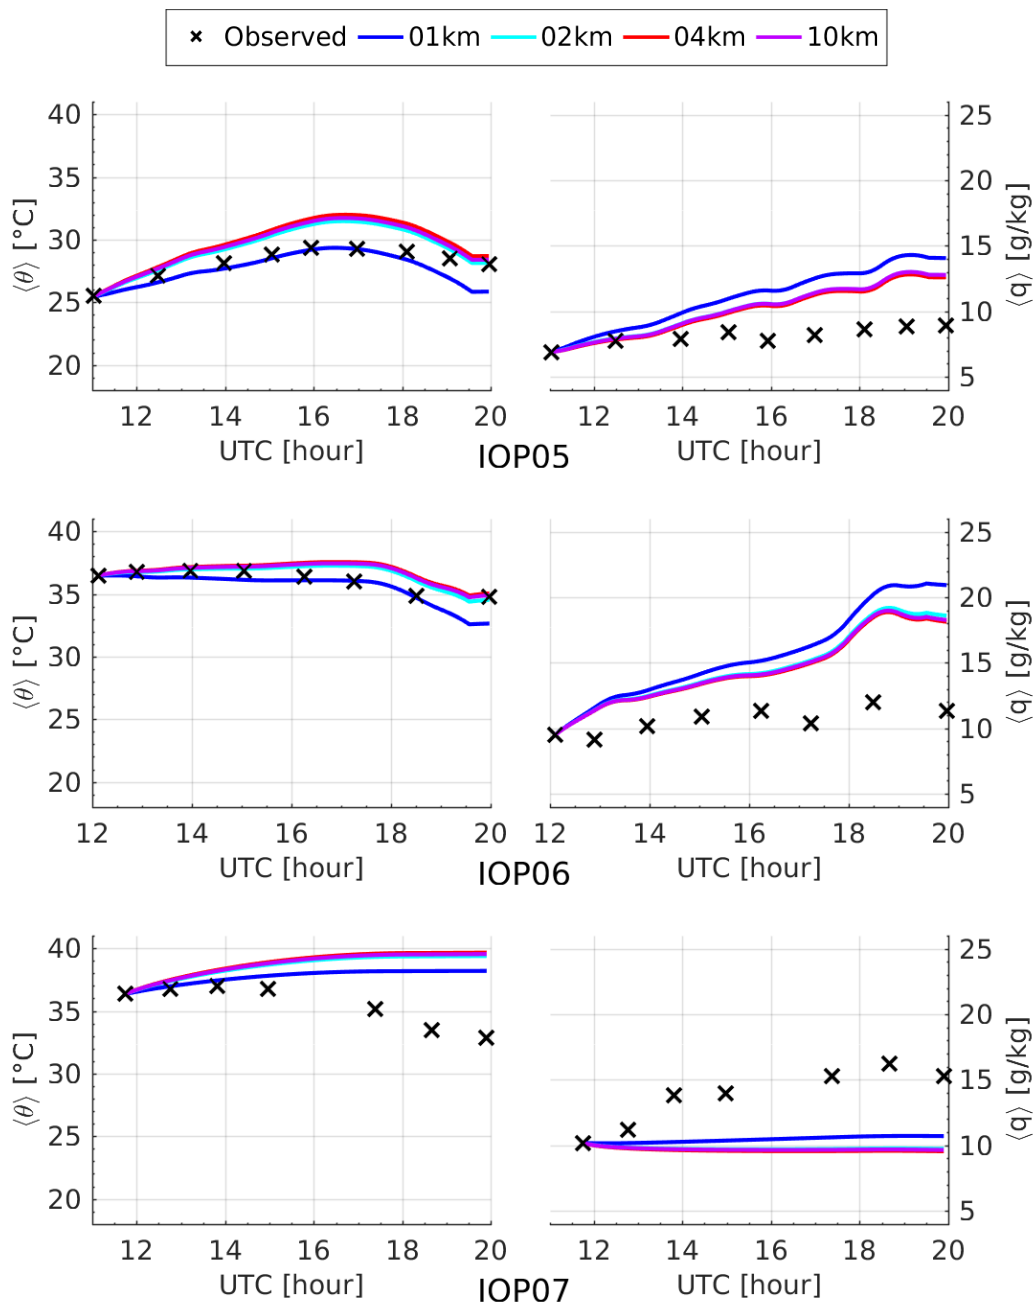 Observed 01km 02km 04km 10km
40 25
35 20
30 15
25 10
20 5
⟨θ⟩ [°C] ⟨q⟩ [g/kg]
12 14 16 18 20 12 14 16 18 20
UTC [hour] UTC [hour]
IOP05
40 25
35 20
30 15
25 10
20 5
⟨θ⟩ [°C] ⟨q⟩ [g/kg]
12 14 16 18 20 12 14 16 18 20
UTC [hour] UTC [hour]
IOP06
40 25
35 20
30 15
25 10
20 5
⟨θ⟩ [°C] ⟨q⟩ [g/kg]
12 14 16 18 20 12 14 16 18 20
UTC [hour] UTC [hour]
IOP07